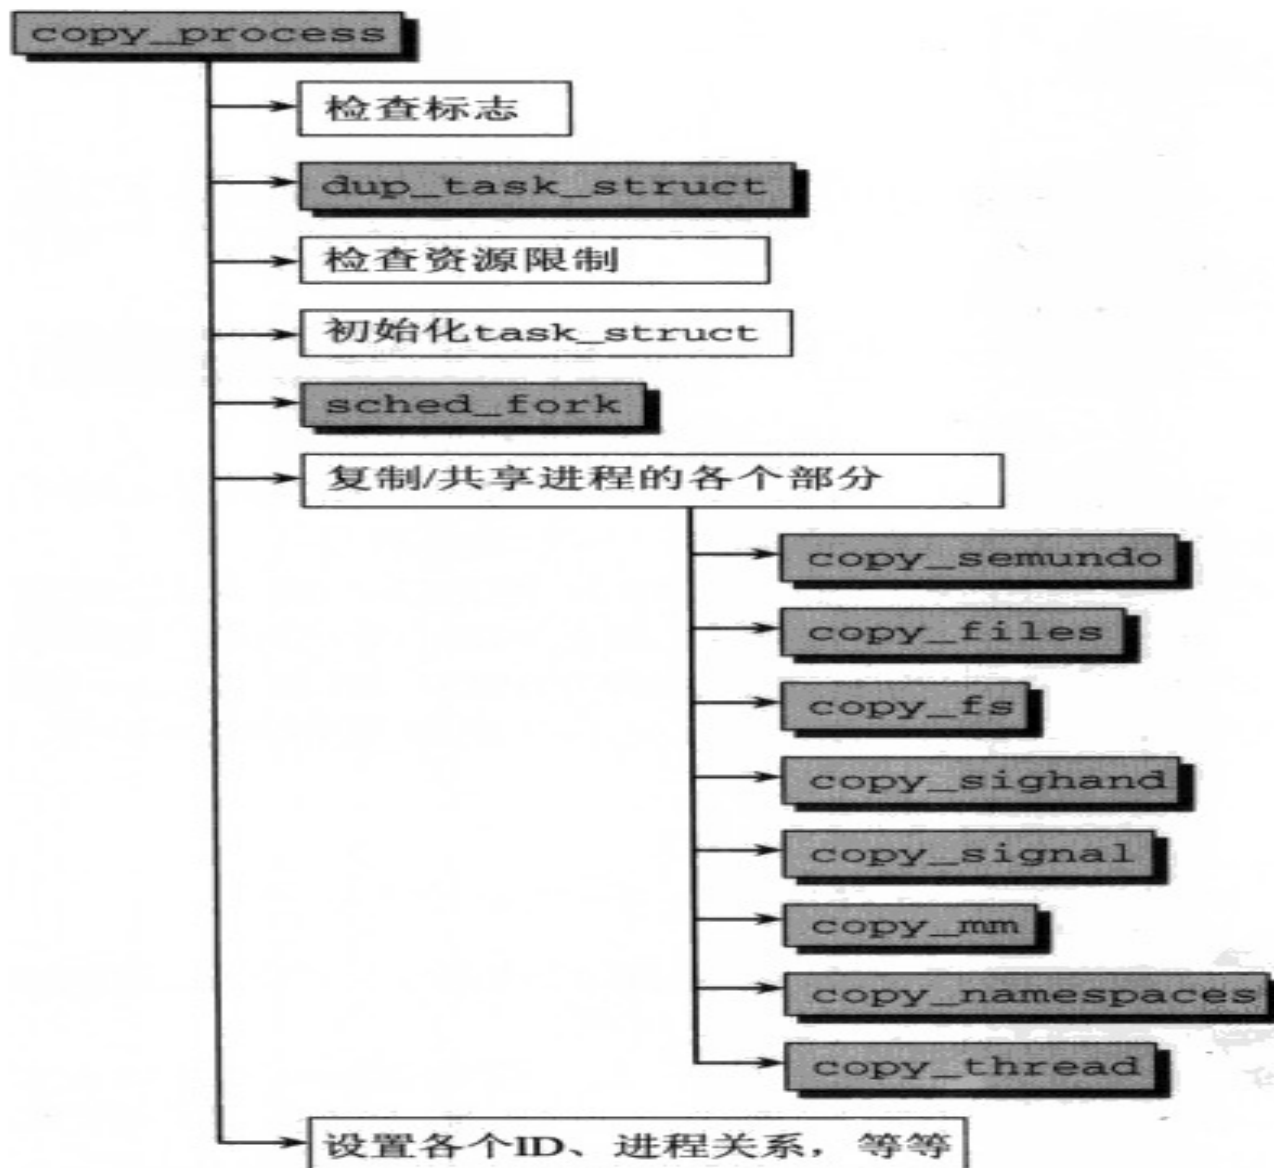 copy_process
检查标志
dup_task_struct
检查资源限制
初始化task_struct
sched_fork
复制/共享进程的各个部分
copy_semundo
copy_files
copy_fs
copy_sighand
copy_signal
copy_mm
copy_namespaces
copy_thread
设置各个ID、进程关系，等等